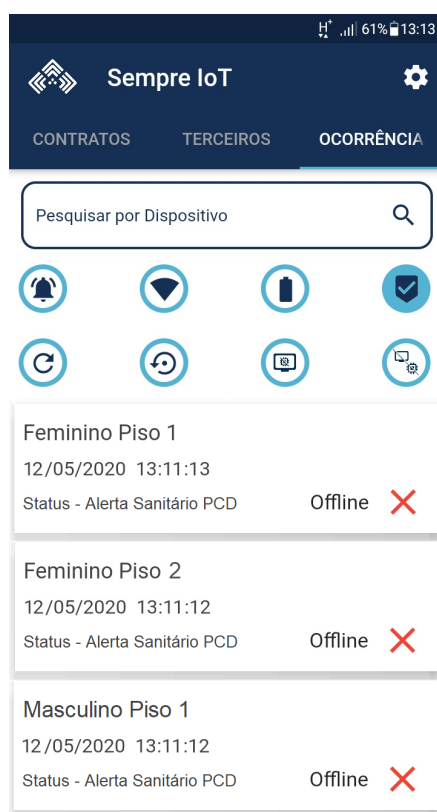 H+ 61% 13:13
Sempre IoT
CONTRATOS TERCEIROS OCORRÊNCIA
Pesquisar por Dispositivo
Feminino Piso 1
12/05/2020 13:11:13
Status - Alerta Sanitário PCD Offline
Feminino Piso 2
12/05/2020 13:11:12
Status - Alerta Sanitário PCD Offline
Masculino Piso 1
12/05/2020 13:11:12
Status - Alerta Sanitário PCD Offline